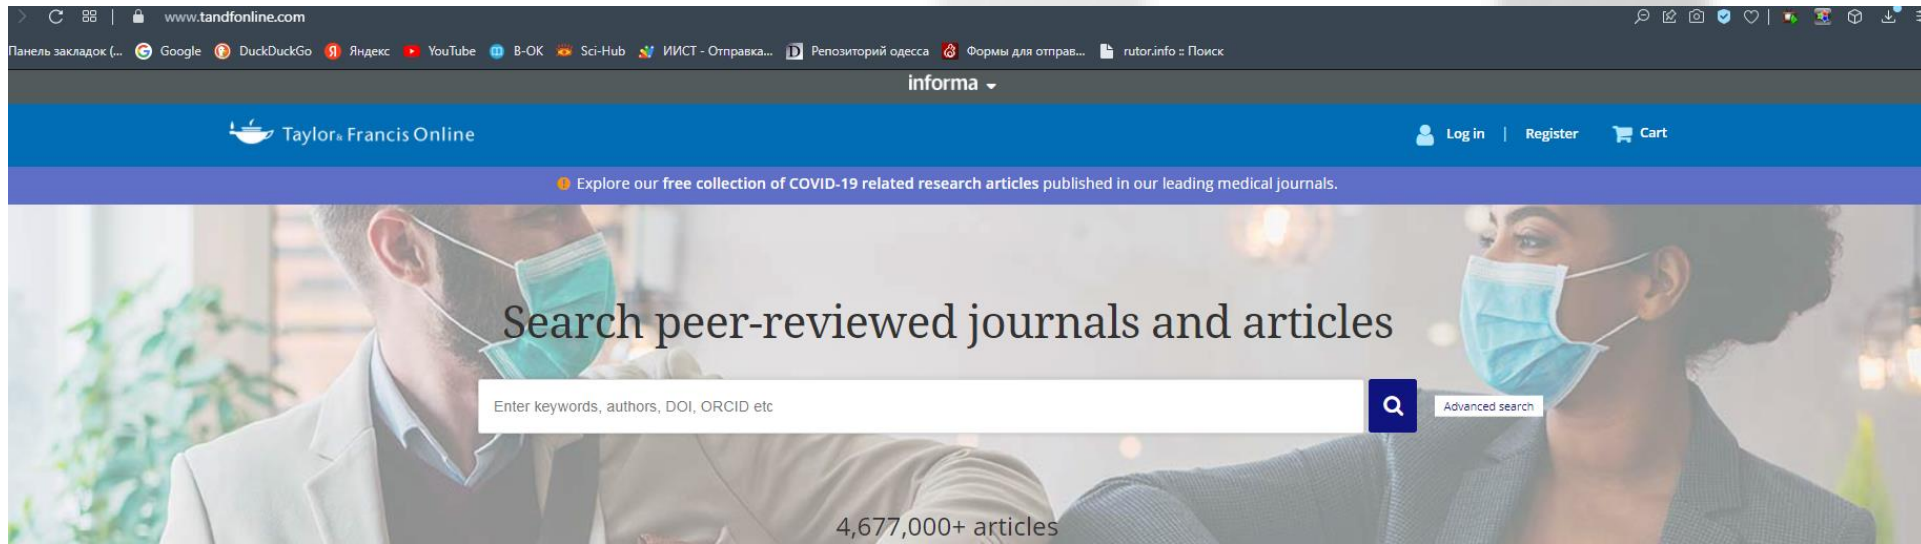 www.tandfonline.com
Панель закладок (... Google DuckDuckGo Яндекс YouTube B-OK Sci-Hub ИИСТ - Отправка... Репозиторий одесса Формы для отправ... rutor.info :: Поиск
informa
Taylor & Francis Online Log in | Register Cart
Explore our free collection of COVID-19 related research articles published in our leading medical journals.
Search peer-reviewed journals and articles
Enter keywords, authors, DOI, ORCID etc Advanced search
4,677,000+ articles